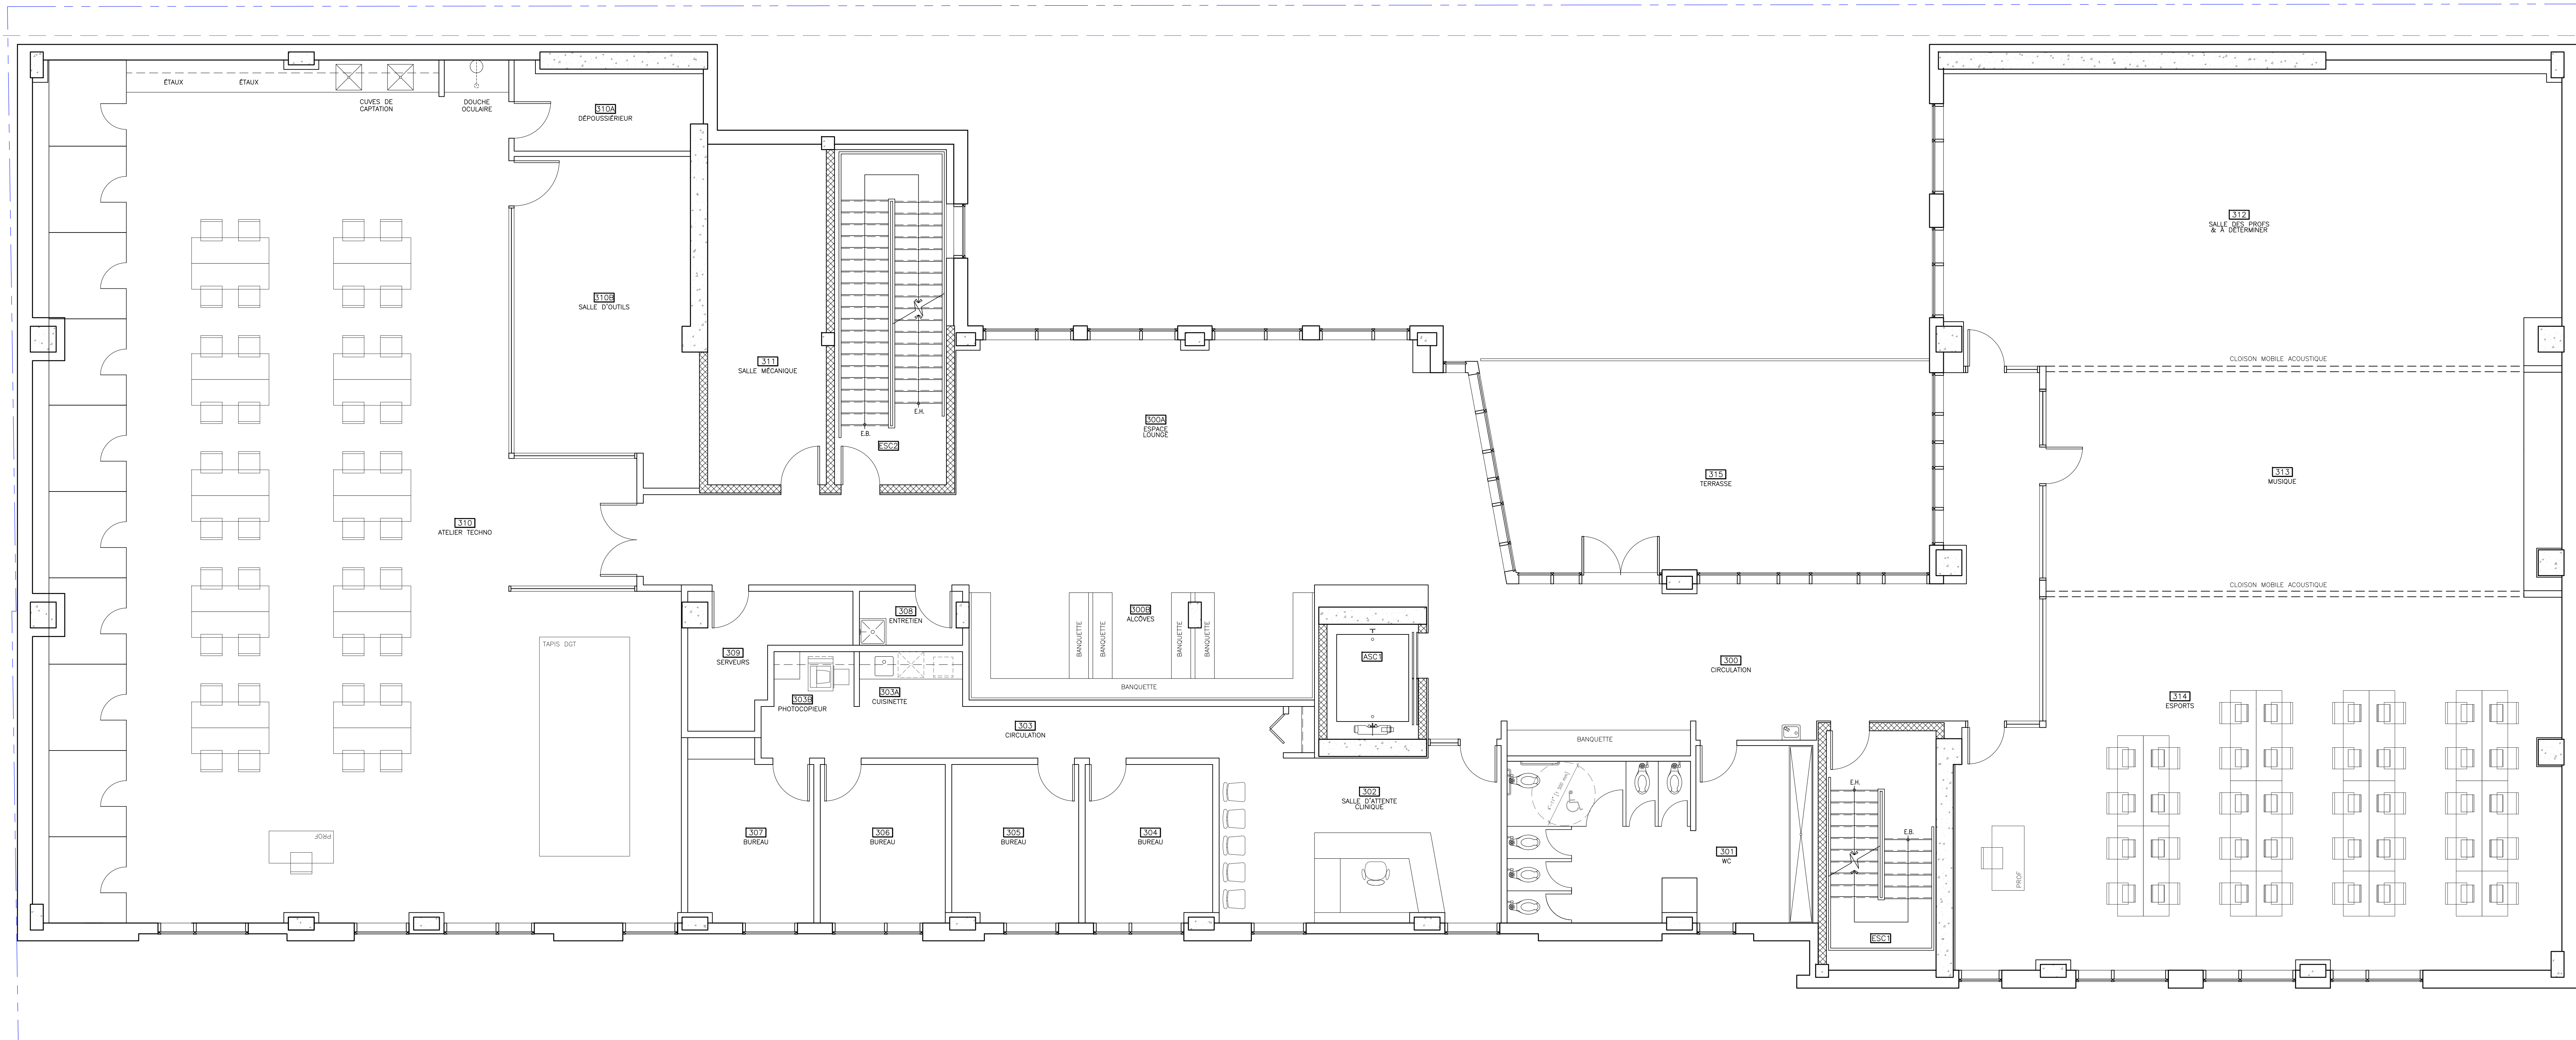 ÉTAUX
ÉTAUX
CUVES DE
CAPTATION
DOUCHE
OCULAIRE
310A
DÉPOUSSIÉRIEUR
310B
SALLE D'OUTILS
311
SALLE MÉCANIQUE
E.H.
E.B.
ESC2
300A
ESPACE
LOUNGE
315
TERRASSE
312
SALLE DES PROFS
& À DÉTERMINER
CLOISON MOBILE ACOUSTIQUE
313
MUSIQUE
CLOISON MOBILE ACOUSTIQUE
310
ATELIER TECHNO
TAPIS DGT
PROF
309
SERVEURS
308
ENTRETIEN
303B
PHOTOCOPIEUR
303A
CUISINETTE
300B
ALCÔVES
BANQUETTE
BANQUETTE
BANQUETTE
BANQUETTE
BANQUETTE
ASC1
300
CIRCULATION
303
CIRCULATION
BANQUETTE
302
SALLE D'ATTENTE
CLINIQUE
307
BUREAU
306
BUREAU
305
BUREAU
304
BUREAU
301
WC
E.H.
E.B.
ESC1
314
ESPORTS
PROF